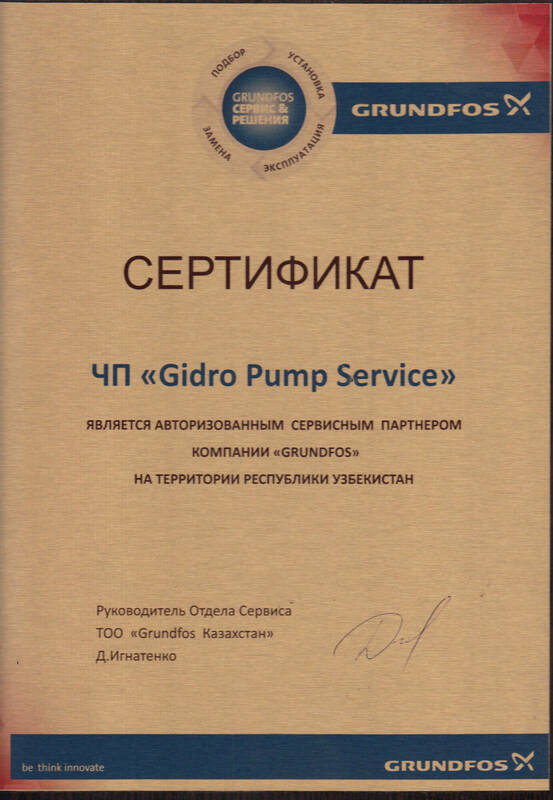 ПОДБОР
УСТАНОВКА
GRUNDFOS
СЕРВИС &
РЕШЕНИЯ
ЗАМЕНА
ЭКСПЛУАТАЦИЯ
GRUNDFOS
СЕРТИФИКАТ
ЧП «Gidro Pump Service»
ЯВЛЯЕТСЯ АВТОРИЗОВАННЫМ СЕРВИСНЫМ ПАРТНЕРОМ
КОМПАНИИ «GRUNDFOS»
НА ТЕРРИТОРИИ РЕСПУБЛИКИ УЗБЕКИСТАН
Руководитель Отдела Сервиса
ТОО «Grundfos Казахстан»
Д.Игнатенко
be think innovate
GRUNDFOS